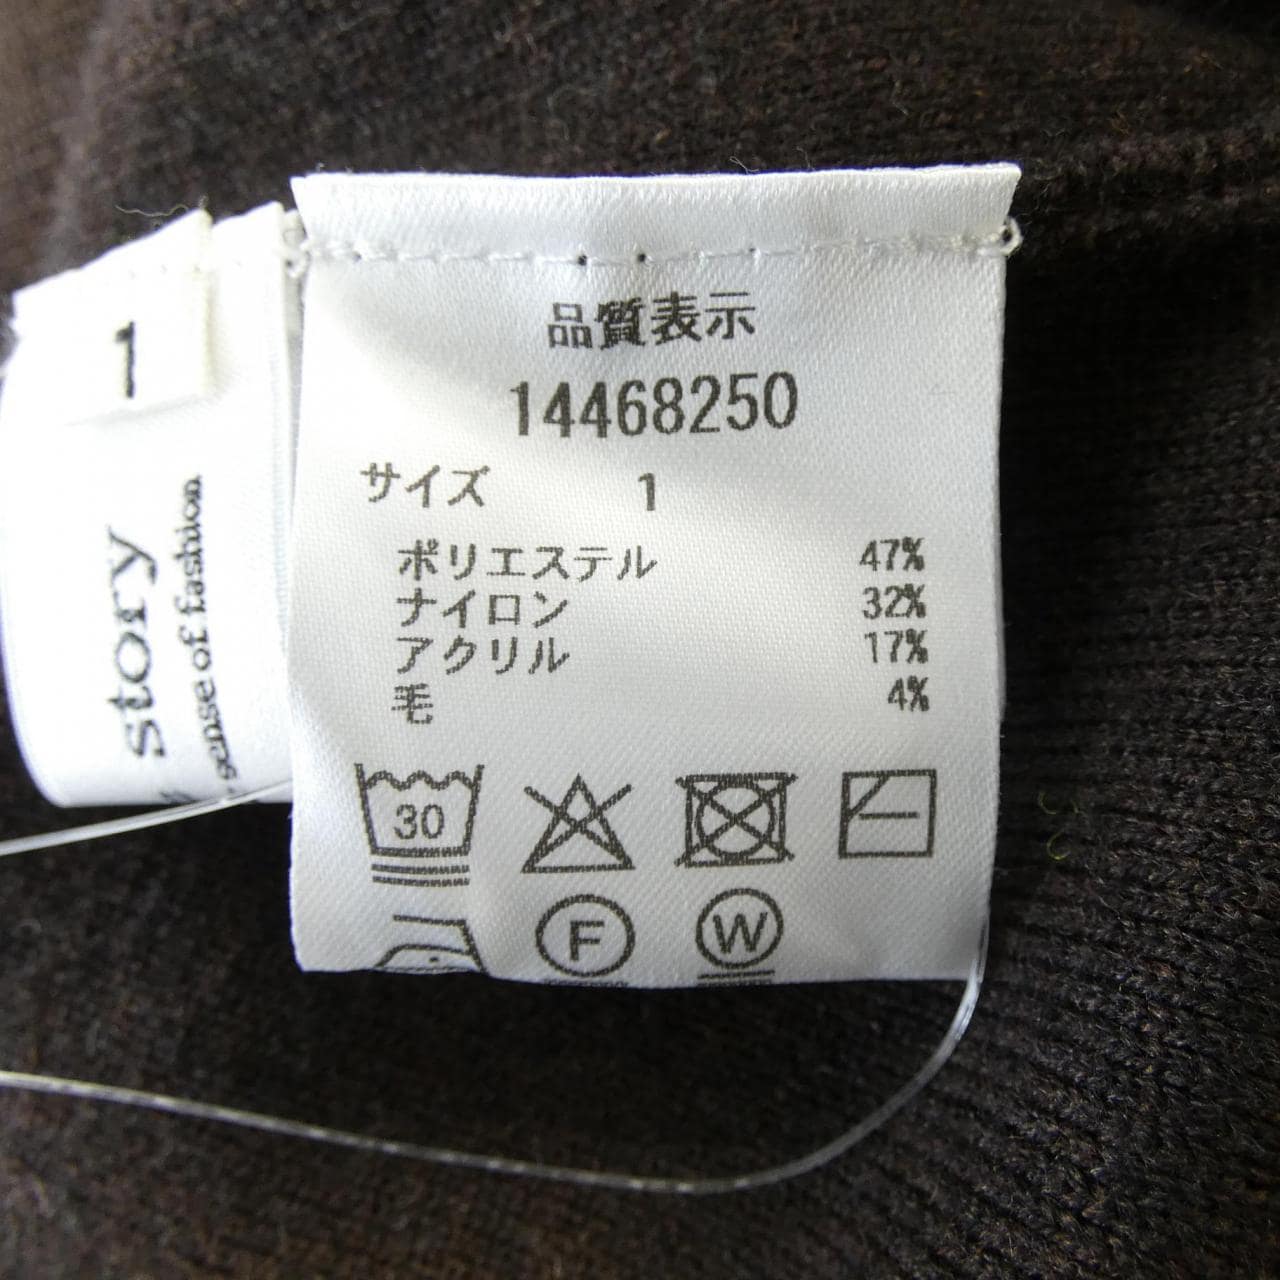 品質表示
14468250
サイズ 1
ポリエステル 47%
ナイロン 32%
アクリル 17%
毛 4%
30
F
W
1
story
sense of fashion